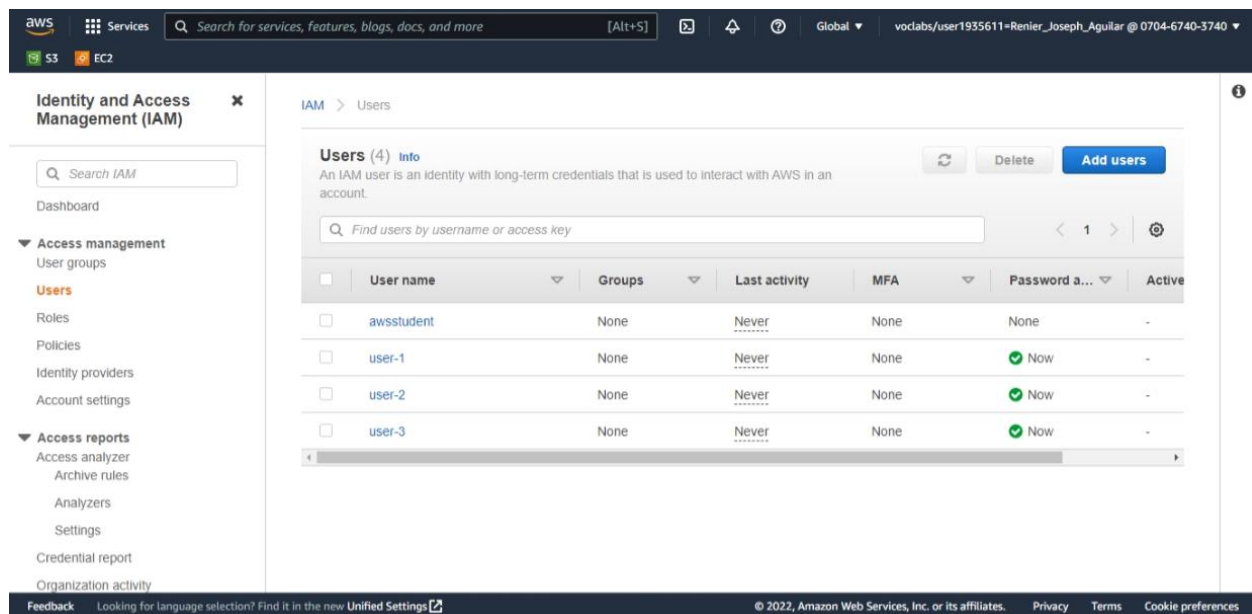 aws Services Search for services, features, blogs, docs, and more [Alt+S] Global voclabs/user1935611=Renier_Joseph_Aguilar @ 0704-6740-3740
S3 EC2
Identity and Access Management (IAM)
Search IAM
Dashboard
Access management
User groups
Users
Roles
Policies
Identity providers
Account settings
Access reports
Access analyzer
Archive rules
Analyzers
Settings
Credential report
Organization activity
IAM > Users
Users (4) Info
An IAM user is an identity with long-term credentials that is used to interact with AWS in an
account.
Delete Add users
Find users by username or access key
1
User name Groups Last activity MFA Password a... Active
awsstudent None Never None None -
user-1 None Never None Now -
user-2 None Never None Now -
user-3 None Never None Now -
Feedback Looking for language selection? Find it in the new Unified Settings © 2022, Amazon Web Services, Inc. or its affiliates. Privacy Terms Cookie preferences